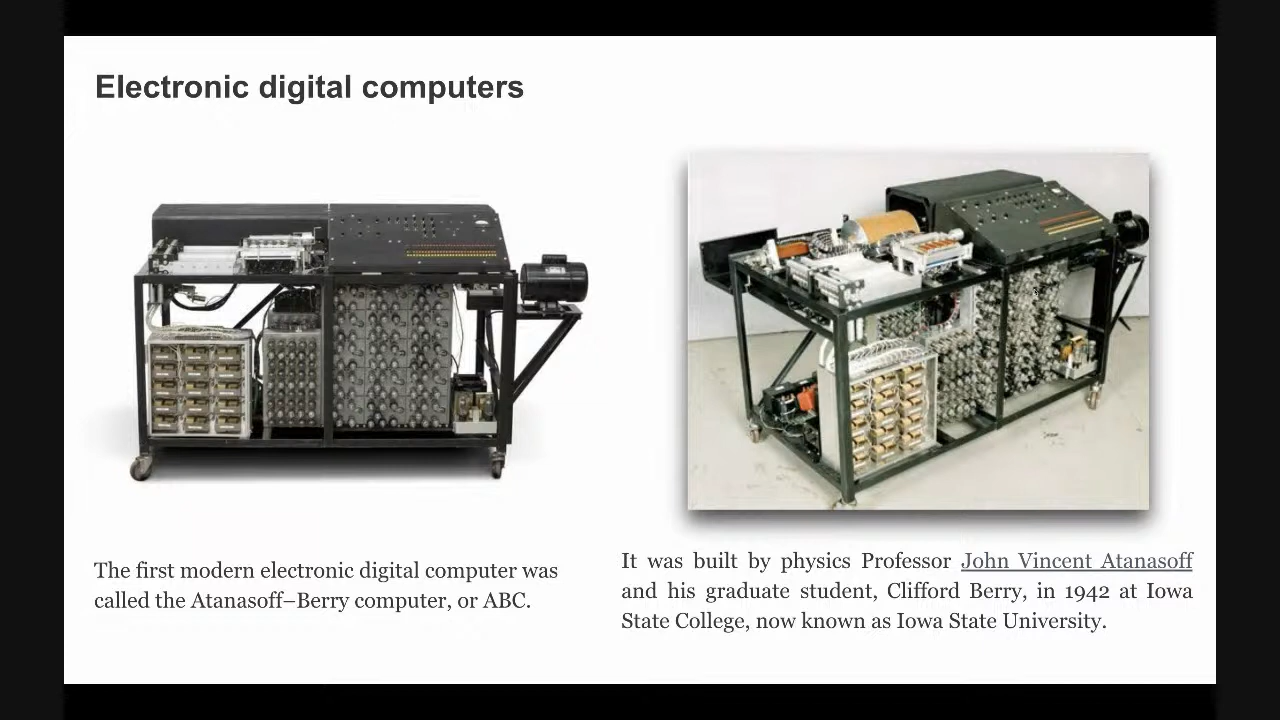 Electronic digital computers
The first modern electronic digital computer was
called the Atanasoff–Berry computer, or ABC.
It was built by physics Professor John Vincent Atanasoff
and his graduate student, Clifford Berry, in 1942 at Iowa
State College, now known as Iowa State University.